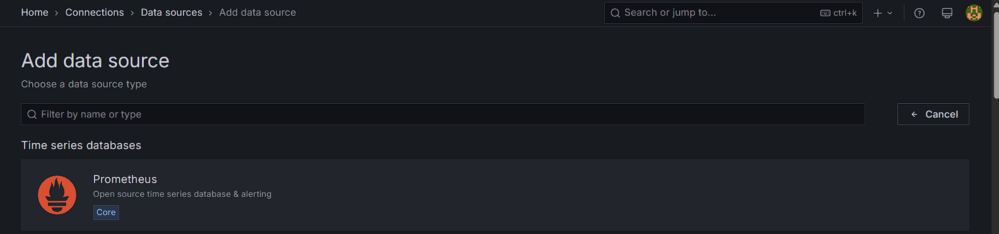 Home › Connections › Data sources › Add data source
Search or jump to... ctrl+k
Add data source
Choose a data source type
Filter by name or type
Cancel
Time series databases
Prometheus
Open source time series database & alerting
Core